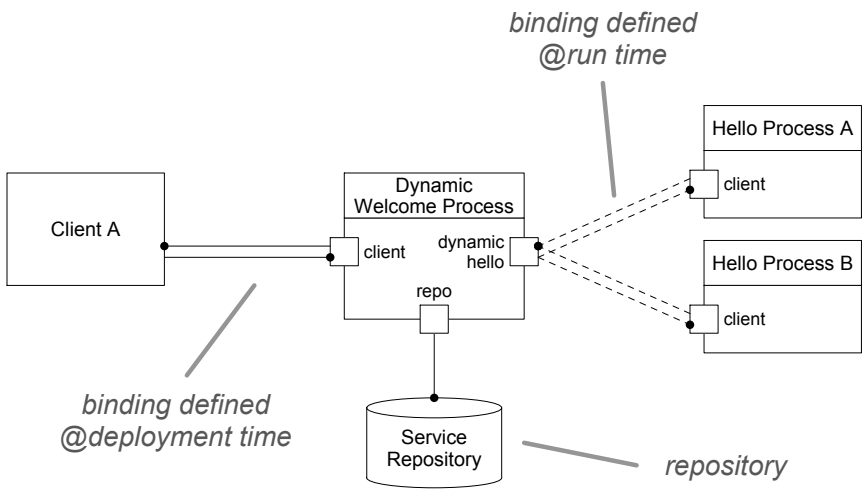 binding defined
@run time
Hello Process A
client
Dynamic
Welcome Process
Client A
client
dynamic
hello
repo
Hello Process B
client
binding defined
@deployment time
Service
Repository
repository